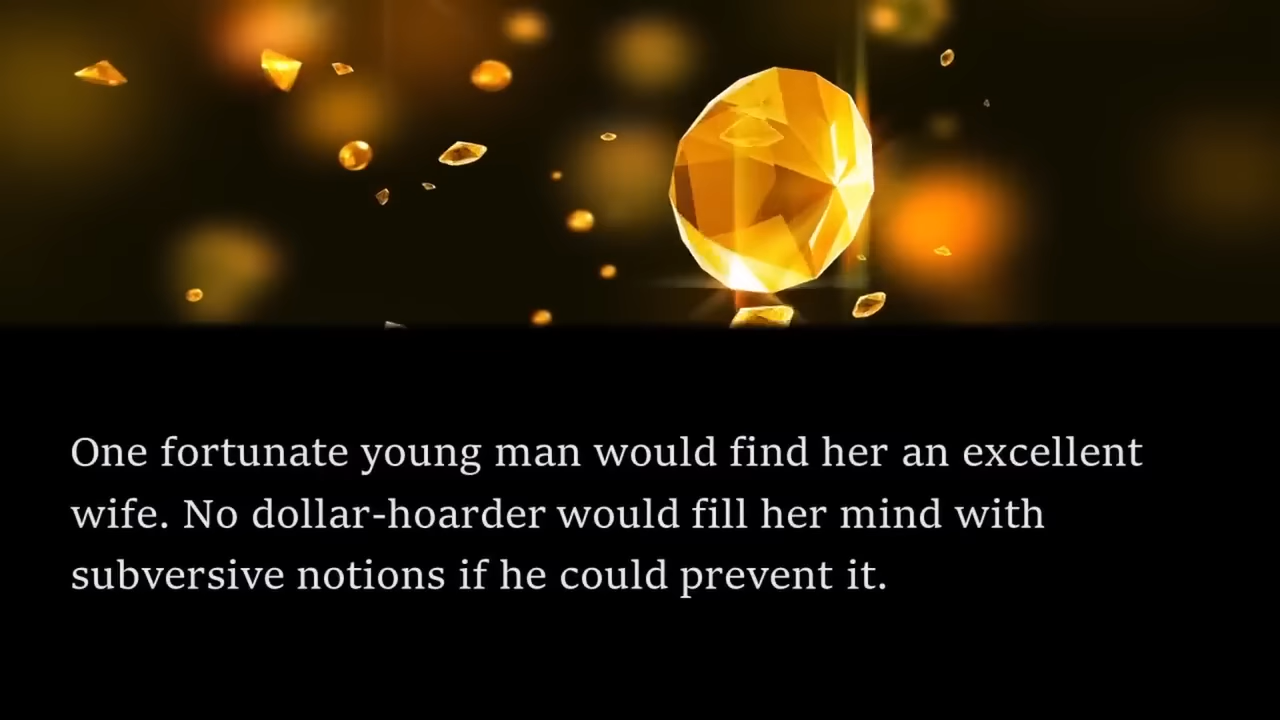 One fortunate young man would find her an excellent
wife. No dollar-hoarder would fill her mind with
subversive notions if he could prevent it.